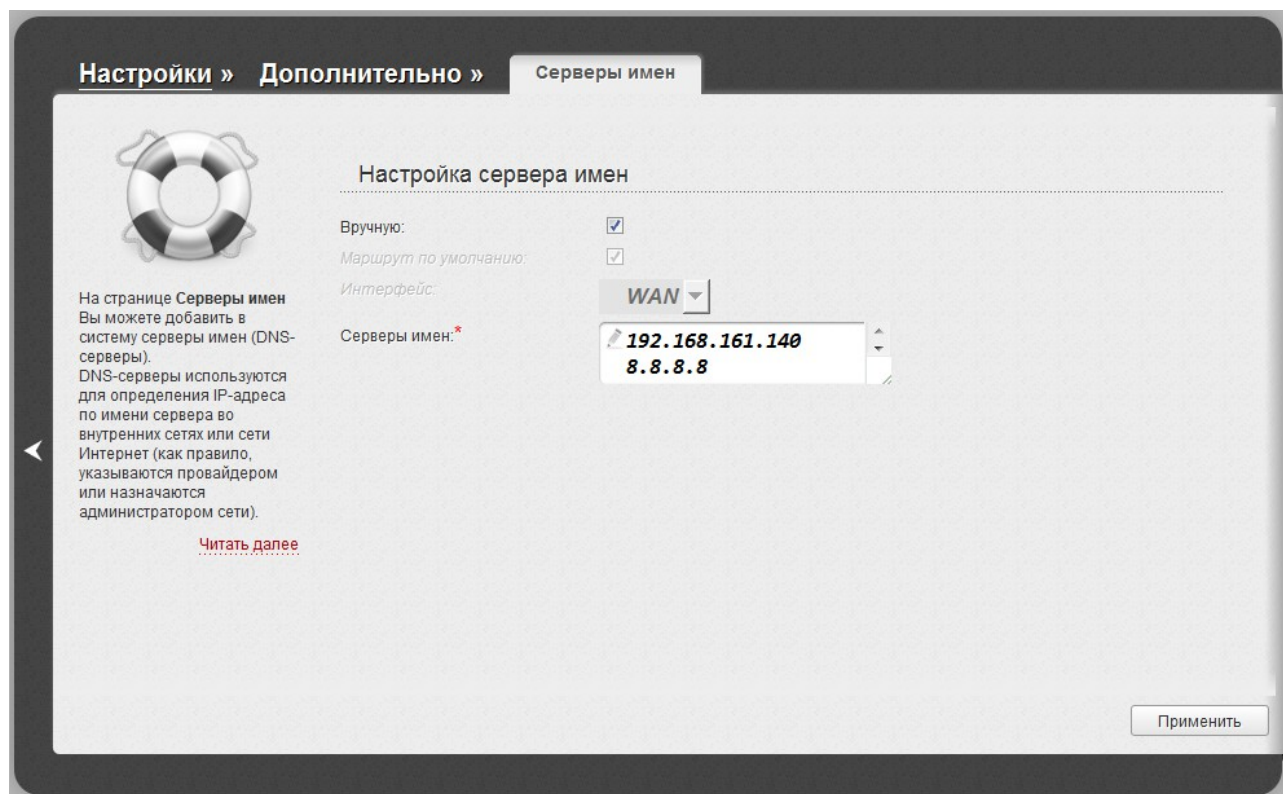 Настройки »
Дополнительно »
Серверы имен
Настройка сервера имен
Вручную:
Маршрут по умолчанию:
Интерфейс:
WAN
Серверы имен:*
192.168.161.140
8.8.8.8
На странице Серверы имен
Вы можете добавить в
систему серверы имен (DNS-
серверы).
DNS-серверы используются
для определения IP-адреса
по имени сервера во
внутренних сетях или сети
Интернет (как правило,
указываются провайдером
или назначаются
администратором сети).
Читать далее
Применить